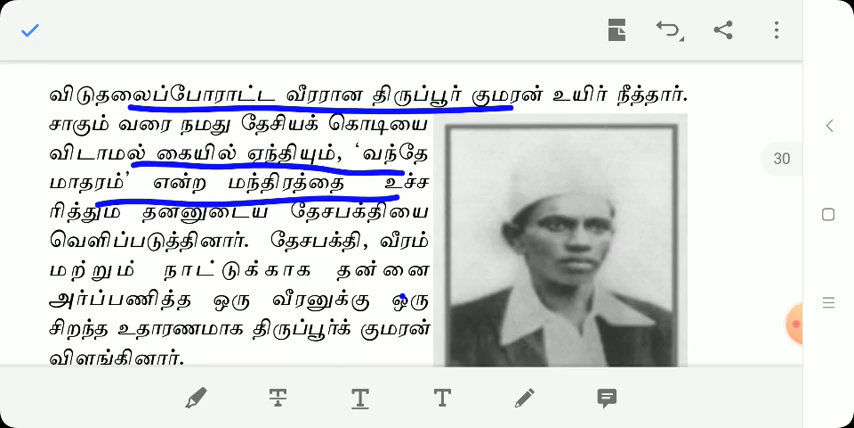 விடுதலைப்போராட்ட வீரரான திருப்பூர் குமரன் உயிர் நீத்தார்.
சாகும் வரை நமது தேசியக் கொடியை
விடாமல் கையில் ஏந்தியும், ‘வந்தே
மாதரம்’ என்ற மந்திரத்தை உச்ச
ரித்தும் தன்னுடைய தேசபக்தியை
வெளிப்படுத்தினார். தேசபக்தி, வீரம்
மற்றும் நாட்டுக்காக தன்னை
அர்ப்பணித்த ஒரு வீரனுக்கு ஒரு
சிறந்த உதாரணமாக திருப்பூர்க் குமரன்
விளங்கினார்.
30
T
T
T